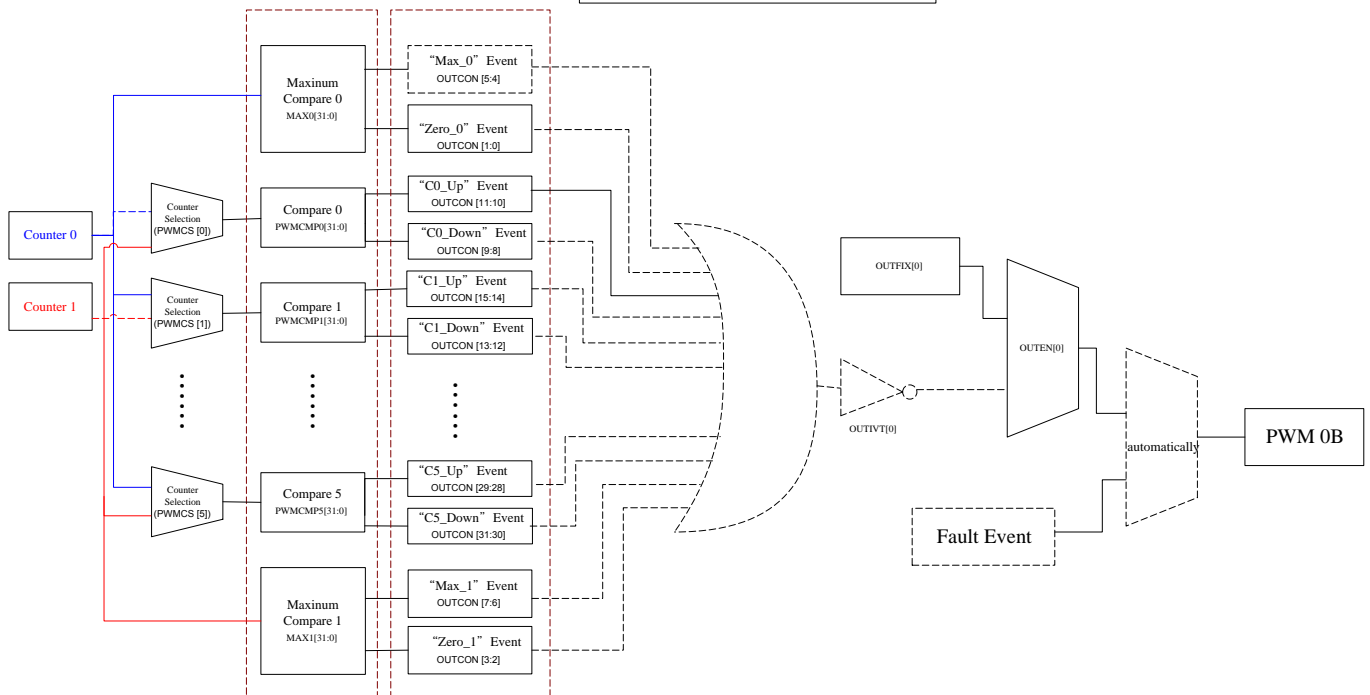 Counter 0
Counter 1
Counter
Selection
(PWMCS [0])
Counter
Selection
(PWMCS [1])
Counter
Selection
(PWMCS [5])
Maxinum
Compare 0
MAX0[31:0]
Compare 0
PWMCMP0[31:0]
Compare 1
PWMCMP1[31:0]
Compare 5
PWMCMP5[31:0]
Maxinum
Compare 1
MAX1[31:0]
“Max_0” Event
OUTCON [5:4]
“Zero_0” Event
OUTCON [1:0]
“C0_Up” Event
OUTCON [11:10]
“C0_Down” Event
OUTCON [9:8]
“C1_Up” Event
OUTCON [15:14]
“C1_Down” Event
OUTCON [13:12]
“C5_Up” Event
OUTCON [29:28]
“C5_Down” Event
OUTCON [31:30]
“Max_1” Event
OUTCON [7:6]
“Zero_1” Event
OUTCON [3:2]
OUTIVT[0]
OUTFIX[0]
OUTEN[0]
Fault Event
automatically
PWM 0B